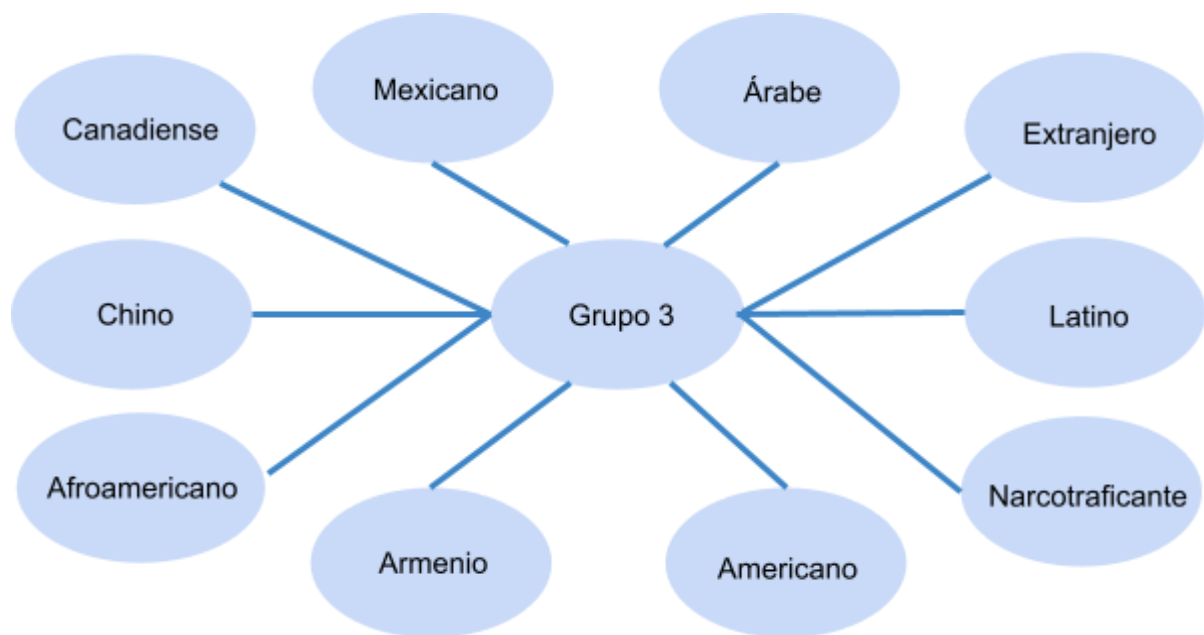 Mexicano
Árabe
Canadiense
Extranjero
Chino
Grupo 3
Latino
Afroamericano
Narcotraficante
Armenio
Americano